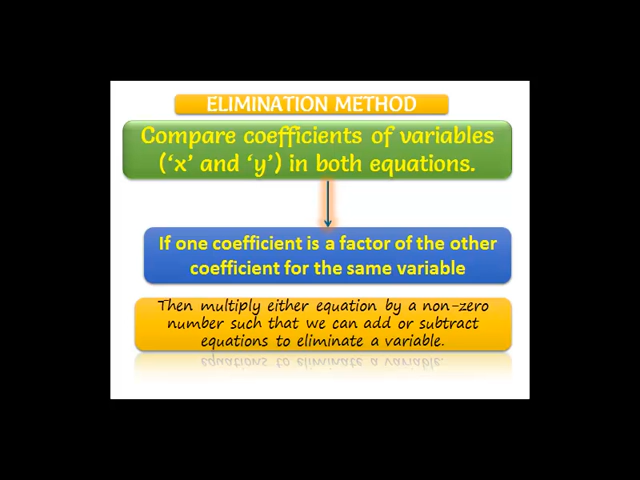 ELIMINATION METHOD
Compare coefficients of variables
(‘x’ and ‘y’) in both equations.
If one coefficient is a factor of the other
coefficient for the same variable
Then multiply either equation by a non-zero
number such that we can add or subtract
equations to eliminate a variable.